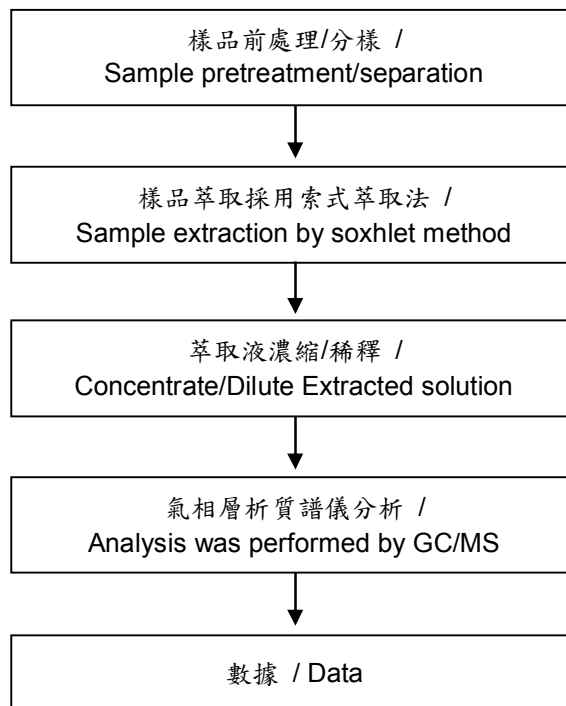 樣品前處理/分樣 /
Sample pretreatment/separation
樣品萃取採用索式萃取法 /
Sample extraction by soxhlet method
萃取液濃縮/稀釋 /
Concentrate/Dilute Extracted solution
氣相層析質譜儀分析 /
Analysis was performed by GC/MS
數據 / Data